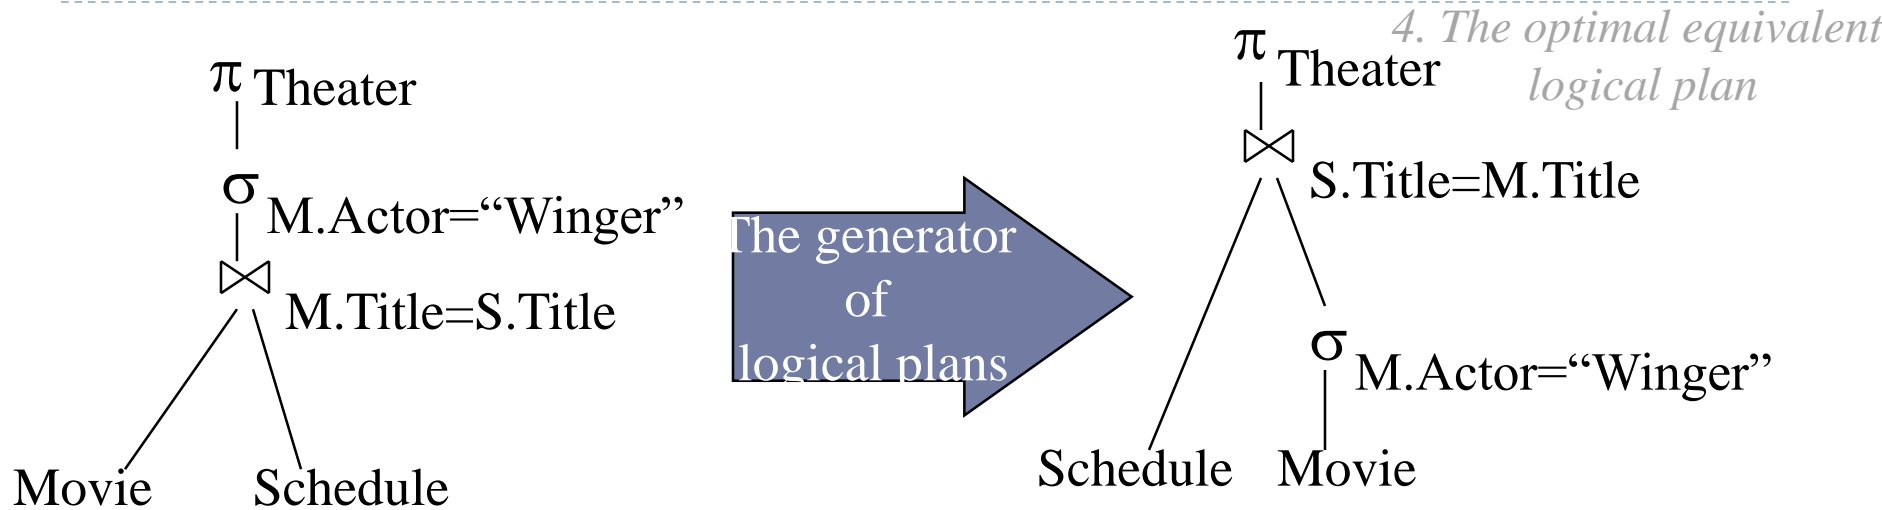 4. The optimal equivalent
logical plan
π Theater
σ M.Actor=“Winger”
⋈ M.Title=S.Title
Movie Schedule
The generator
of
logical plans
π Theater
⋈ S.Title=M.Title
σ M.Actor=“Winger”
Schedule Movie